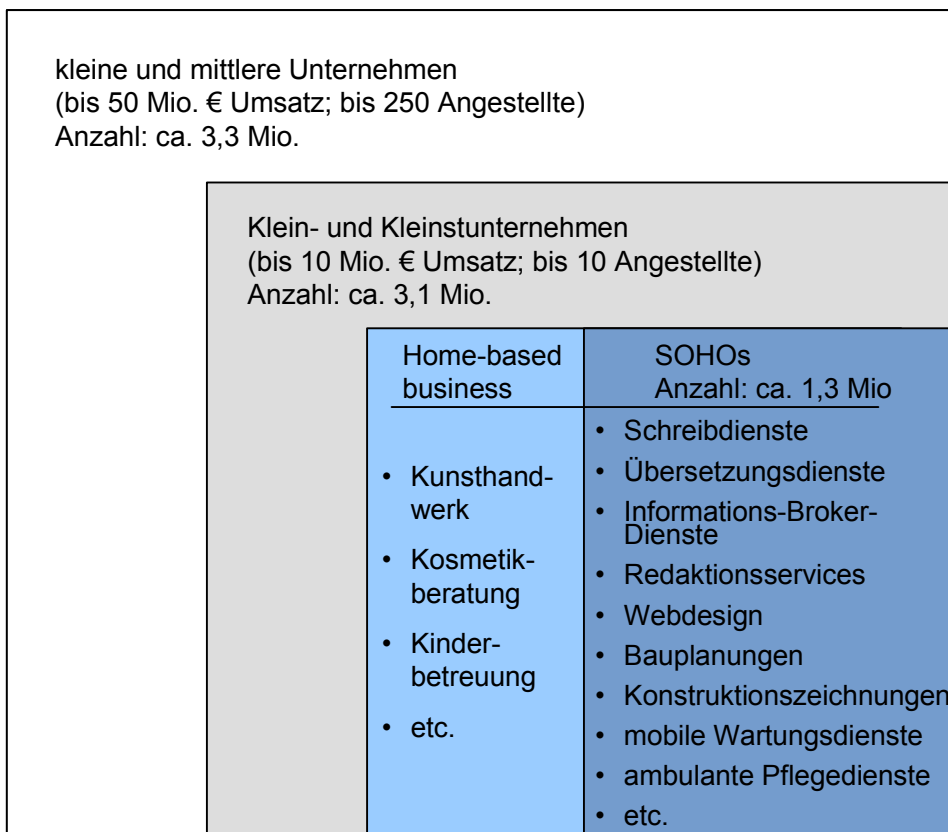 kleine und mittlere Unternehmen
(bis 50 Mio. € Umsatz; bis 250 Angestellte)
Anzahl: ca. 3,3 Mio.
Klein- und Kleinstunternehmen
(bis 10 Mio. € Umsatz; bis 10 Angestellte)
Anzahl: ca. 3,1 Mio.
Home-based
business
• Kunsthand-
werk
• Kosmetik-
beratung
• Kinder-
betreuung
• etc.
SOHOs
Anzahl: ca. 1,3 Mio
• Schreibdienste
• Übersetzungsdienste
• Informations-Broker-
Dienste
• Redaktionsservices
• Webdesign
• Bauplanungen
• Konstruktionszeichnungen
• mobile Wartungsdienste
• ambulante Pflegedienste
• etc.